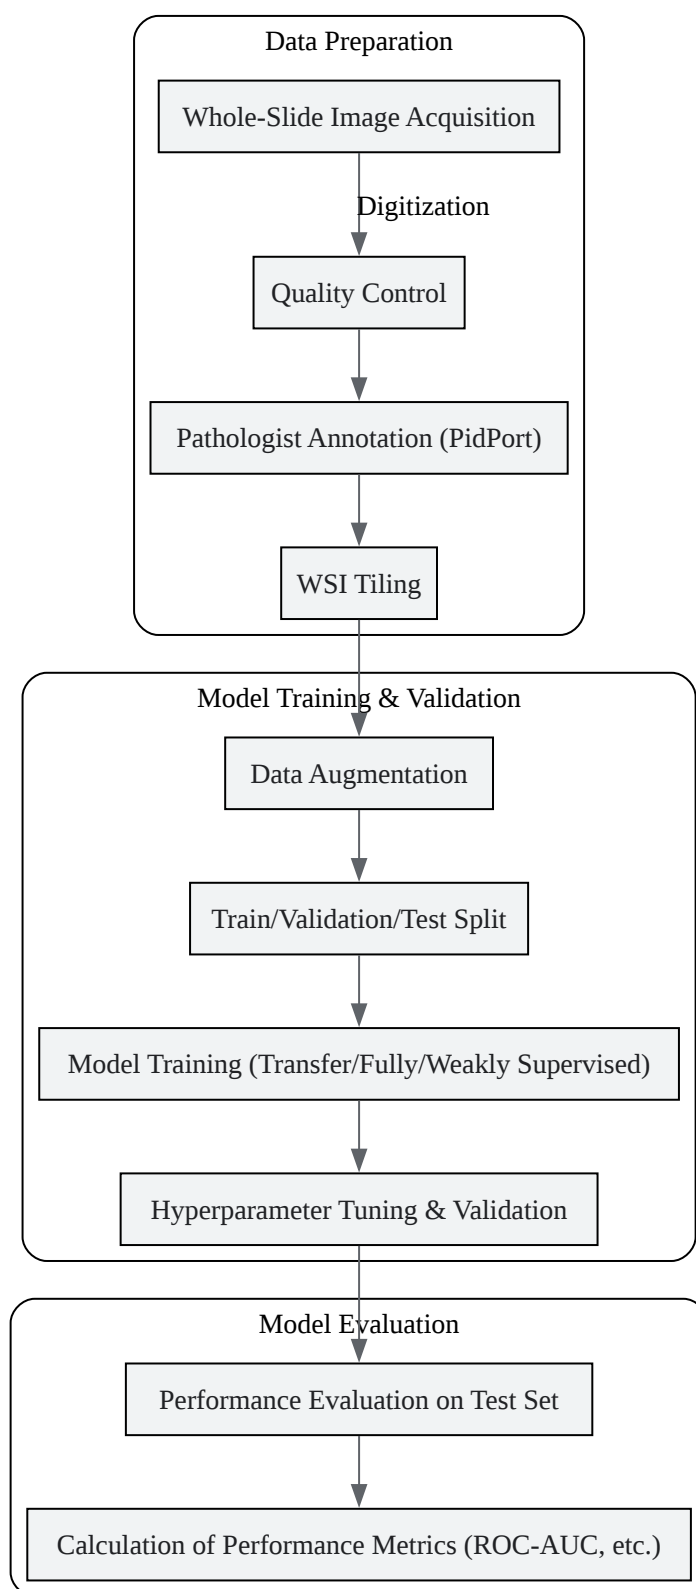 Data Preparation
Whole-Slide Image Acquisition
Digitization
Quality Control
Pathologist Annotation (PidPort)
WSI Tiling
Model Training & Validation
Data Augmentation
Train/Validation/Test Split
Model Training (Transfer/Fully/Weakly Supervised)
Hyperparameter Tuning & Validation
Model Evaluation
Performance Evaluation on Test Set
Calculation of Performance Metrics (ROC-AUC, etc.)